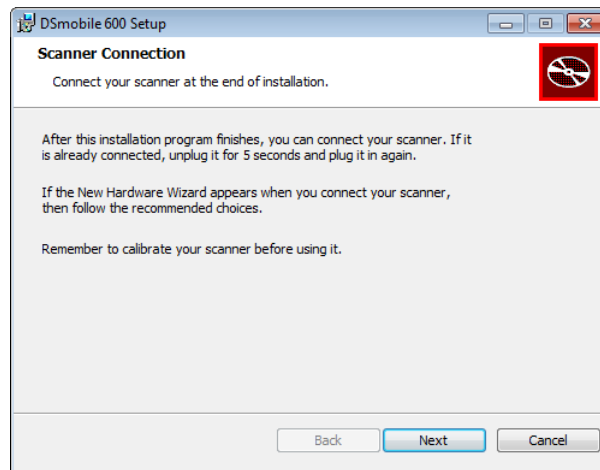 DSmobile 600 Setup
Scanner Connection
Connect your scanner at the end of installation.
After this installation program finishes, you can connect your scanner. If it
is already connected, unplug it for 5 seconds and plug it in again.
If the New Hardware Wizard appears when you connect your scanner,
then follow the recommended choices.
Remember to calibrate your scanner before using it.
Back
Next
Cancel